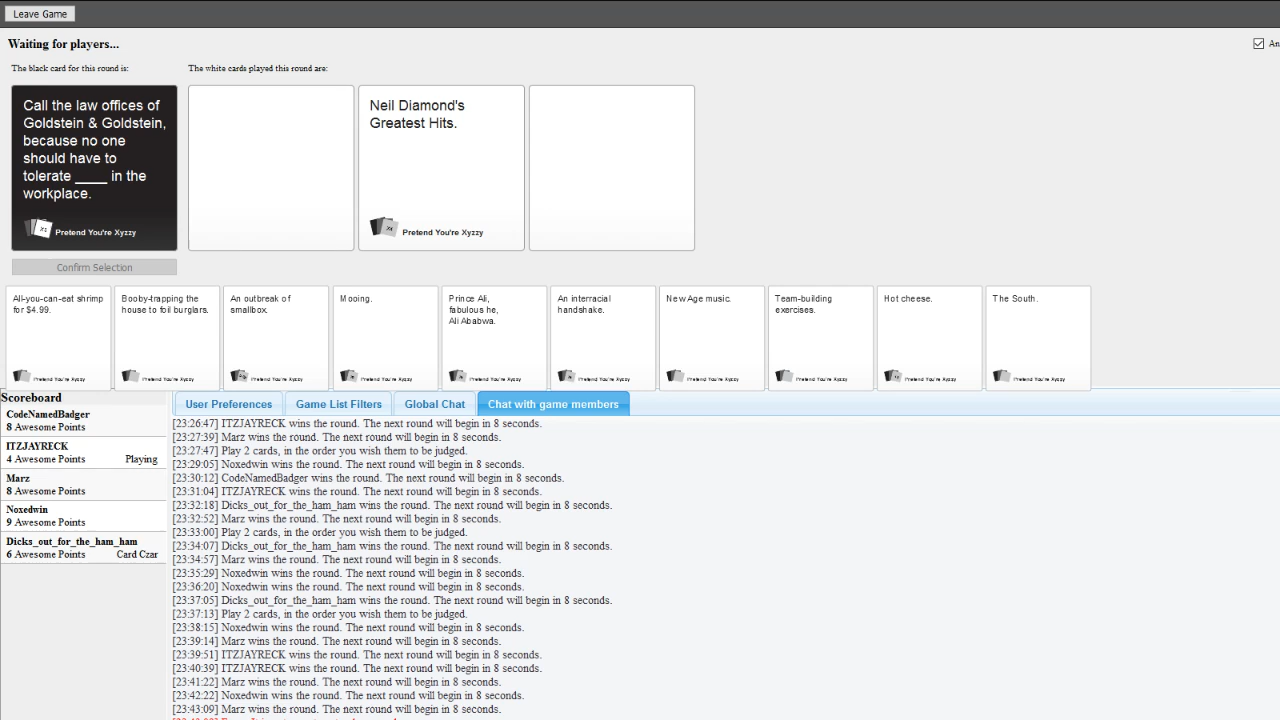 Leave Game
Waiting for players...
An
The black card for this round is:
The white cards played this round are:
Call the law offices of
Goldstein & Goldstein,
because no one
should have to
tolerate ____ in the
workplace.
Pretend You're Xyzzy
Neil Diamond's
Greatest Hits.
Pretend You're Xyzzy
Confirm Selection
All-you-can-eat shrimp
for $4.99.
Pretend You're Xyzzy
Booby-trapping the
house to foil burglars.
Pretend You're Xyzzy
An outbreak of
smallbox.
Pretend You're Xyzzy
Mooing.
Pretend You're Xyzzy
Prince Ali,
fabulous he,
Ali Ababwa.
Pretend You're Xyzzy
An interracial
handshake.
Pretend You're Xyzzy
New Age music.
Pretend You're Xyzzy
Team-building
exercises.
Pretend You're Xyzzy
Hot cheese.
Pretend You're Xyzzy
The South.
Pretend You're Xyzzy
Scoreboard
CodeNamedBadger
8 Awesome Points
ITZJAYRECK
4 Awesome Points Playing
Marz
8 Awesome Points
Noxedwin
9 Awesome Points
Dicks_out_for_the_ham_ham
6 Awesome Points Card Czar
User Preferences
Game List Filters
Global Chat
Chat with game members
[23:26:47] ITZJAYRECK wins the round. The next round will begin in 8 seconds.
[23:27:39] Marz wins the round. The next round will begin in 8 seconds.
[23:27:47] Play 2 cards, in the order you wish them to be judged.
[23:29:05] Noxedwin wins the round. The next round will begin in 8 seconds.
[23:30:12] CodeNamedBadger wins the round. The next round will begin in 8 seconds.
[23:31:04] ITZJAYRECK wins the round. The next round will begin in 8 seconds.
[23:32:18] Dicks_out_for_the_ham_ham wins the round. The next round will begin in 8 seconds.
[23:32:52] Marz wins the round. The next round will begin in 8 seconds.
[23:33:00] Play 2 cards, in the order you wish them to be judged.
[23:34:07] Dicks_out_for_the_ham_ham wins the round. The next round will begin in 8 seconds.
[23:34:57] Marz wins the round. The next round will begin in 8 seconds.
[23:35:29] Noxedwin wins the round. The next round will begin in 8 seconds.
[23:36:20] Noxedwin wins the round. The next round will begin in 8 seconds.
[23:37:05] Dicks_out_for_the_ham_ham wins the round. The next round will begin in 8 seconds.
[23:37:13] Play 2 cards, in the order you wish them to be judged.
[23:38:15] Noxedwin wins the round. The next round will begin in 8 seconds.
[23:39:14] Marz wins the round. The next round will begin in 8 seconds.
[23:39:51] ITZJAYRECK wins the round. The next round will begin in 8 seconds.
[23:40:39] ITZJAYRECK wins the round. The next round will begin in 8 seconds.
[23:41:22] Marz wins the round. The next round will begin in 8 seconds.
[23:42:22] Noxedwin wins the round. The next round will begin in 8 seconds.
[23:43:09] Marz wins the round. The next round will begin in 8 seconds.